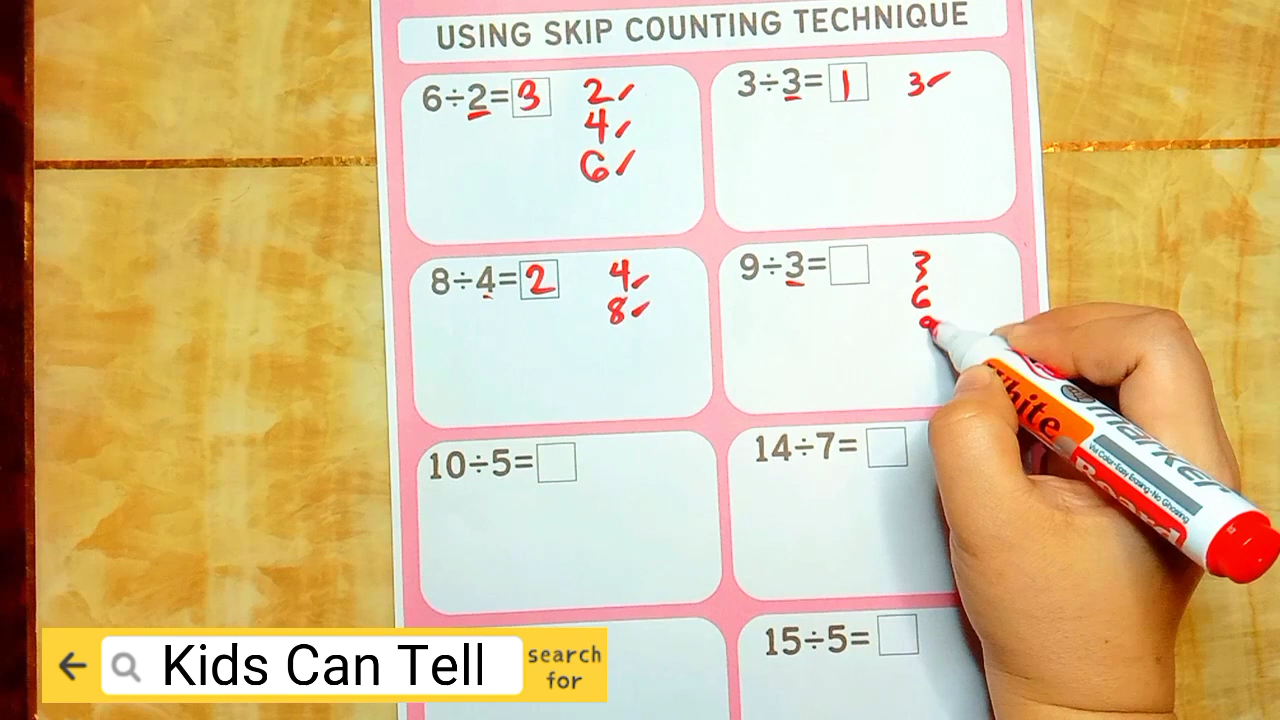 USING SKIP COUNTING TECHNIQUE
6÷2=3
2✓
4✓
6✓
3÷3=1
3✓
8÷4=2
4✓
8✓
9÷3=
3
6
10÷5=
14÷7=
15÷5=
White
marker
Board
Kids Can Tell
search
for